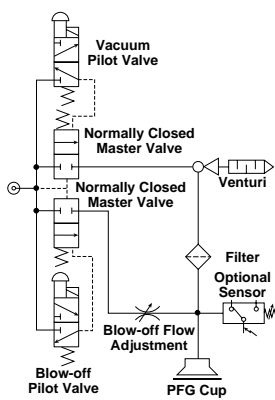 Vacuum
Pilot Valve
Normally Closed
Master Valve
Venturi
Normally Closed
Master Valve
Filter
Optional
Sensor
Blow-off Flow
Adjustment
Blow-off
Pilot Valve
PFG Cup